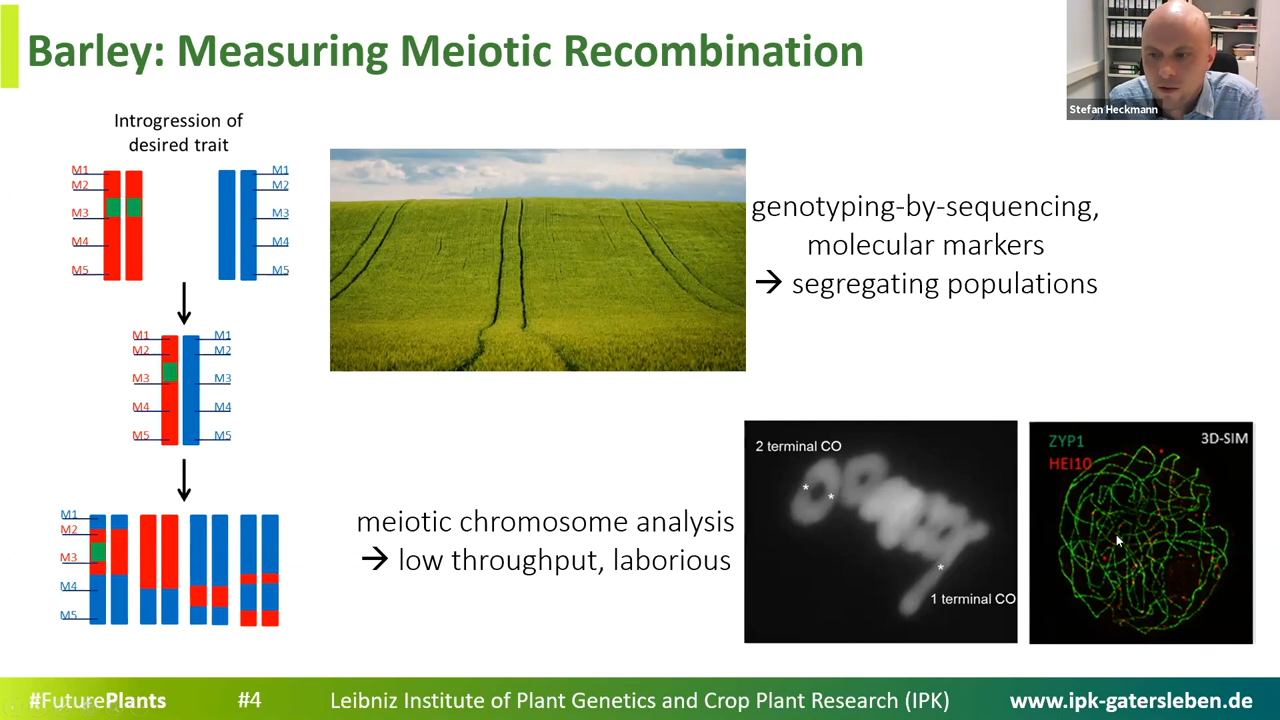 Barley: Measuring Meiotic Recombination
Stefan Heckmann
Introgression of
desired trait
M1
M2
M3
M4
M5
M1
M2
M3
M4
M5
M1
M2
M3
M4
M5
M1
M2
M3
M4
M5
M1
M2
M3
M4
M5
genotyping-by-sequencing,
molecular markers
→ segregating populations
meiotic chromosome analysis
→ low throughput, laborious
2 terminal CO
*
*
*
1 terminal CO
ZYP1
HEI10
3D-SIM
#FuturePlants
#4
Leibniz Institute of Plant Genetics and Crop Plant Research (IPK)
www.ipk-gatersleben.de